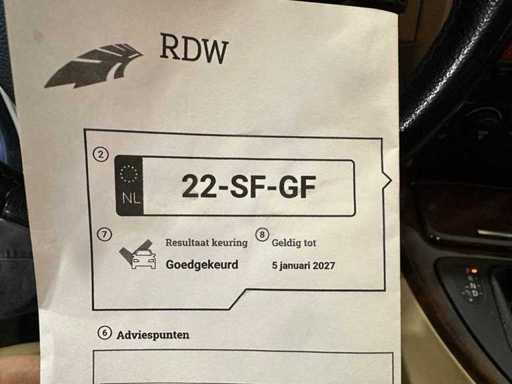 RDW
2
NL
22-SF-GF
7 Resultaat keuring 8 Geldig tot
Goedgekeurd 5 januari 2027
6 Adviespunten